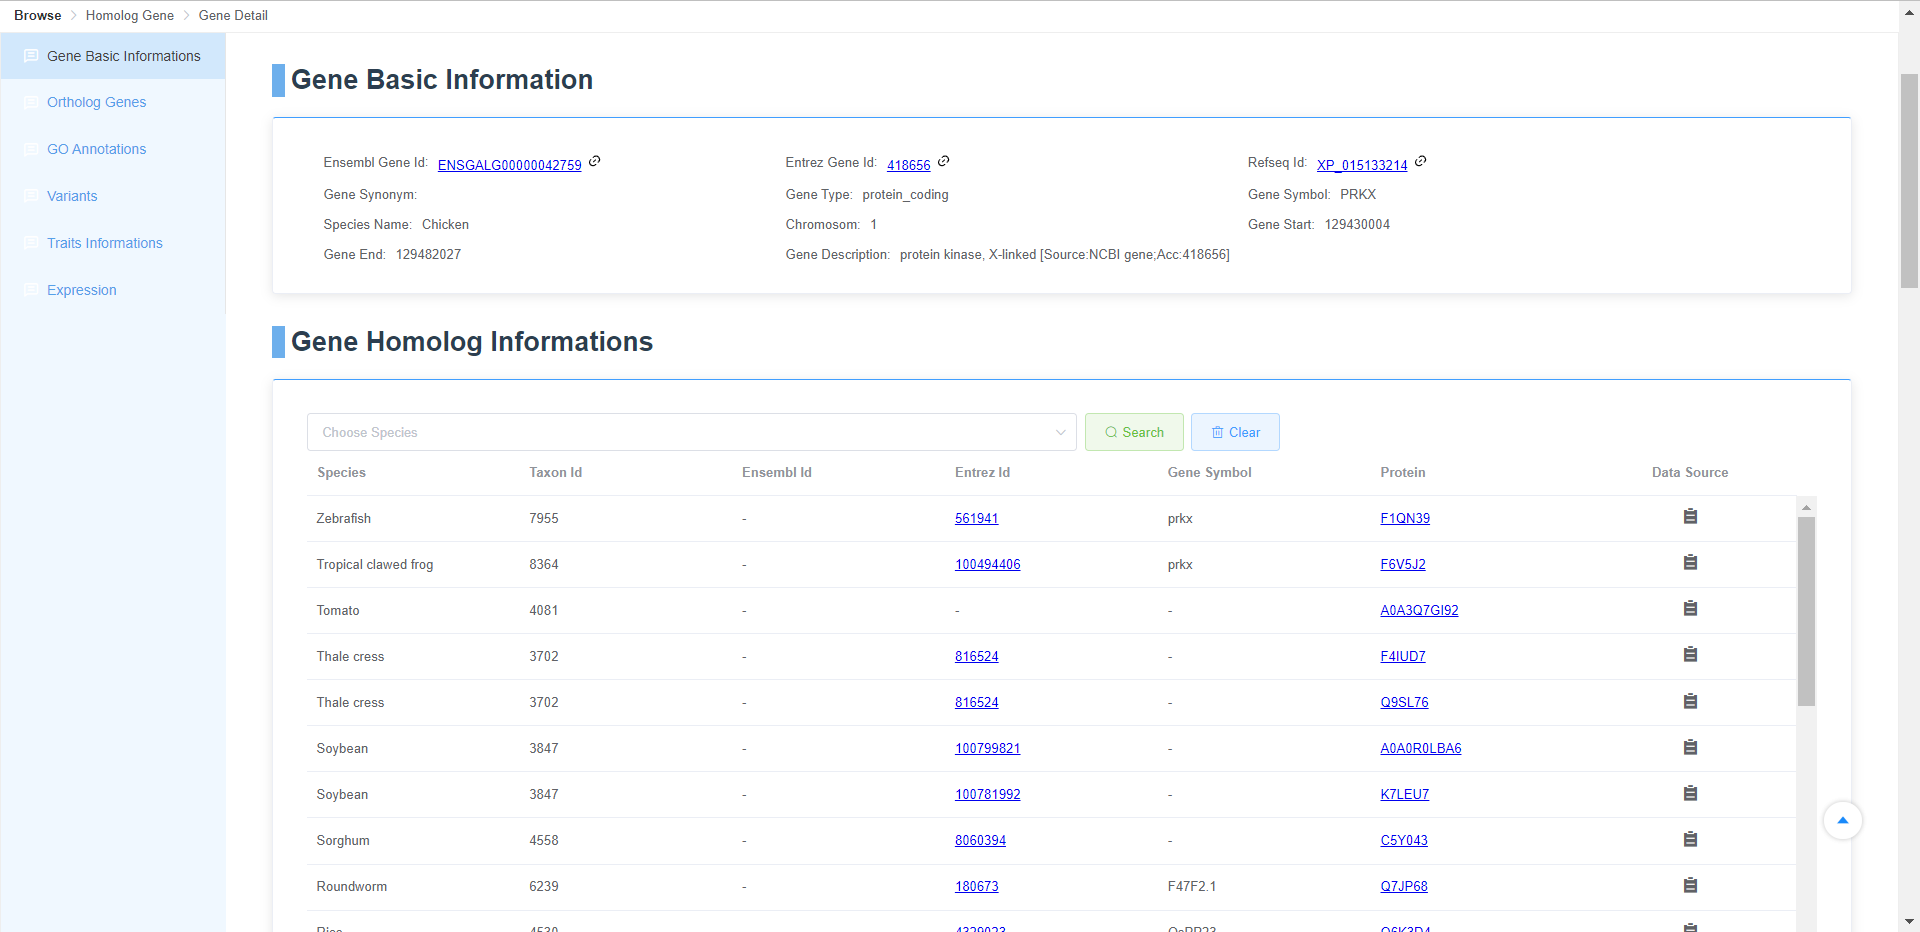 Browse > Homolog Gene > Gene Detail
Gene Basic Informations
Ortholog Genes
GO Annotations
Variants
Traits Informations
Expression
Gene Basic Information
Ensembl Gene Id: ENSGALG00000042759 Entrez Gene Id: 418656 Refseq Id: XP_015133214
Gene Synonym: Gene Type: protein_coding Gene Symbol: PRKX
Species Name: Chicken Chromosom: 1 Gene Start: 129430004
Gene End: 129482027 Gene Description: protein kinase, X-linked [Source:NCBI gene;Acc:418656]
Gene Homolog Informations
Choose Species Search Clear
Species Taxon Id Ensembl Id Entrez Id Gene Symbol Protein Data Source
Zebrafish 7955 - 561941 prkx F1QN39
Tropical clawed frog 8364 - 100494406 prkx F6V5J2
Tomato 4081 - - - A0A3Q7GI92
Thale cress 3702 - 816524 - F4IUD7
Thale cress 3702 - 816524 - Q9SL76
Soybean 3847 - 100799821 - A0A0R0LBA6
Soybean 3847 - 100781992 - K7LEU7
Sorghum 4558 - 8060394 - C5Y043
Roundworm 6239 - 180673 F47F2.1 Q7JP68
Rice 4530 4329023